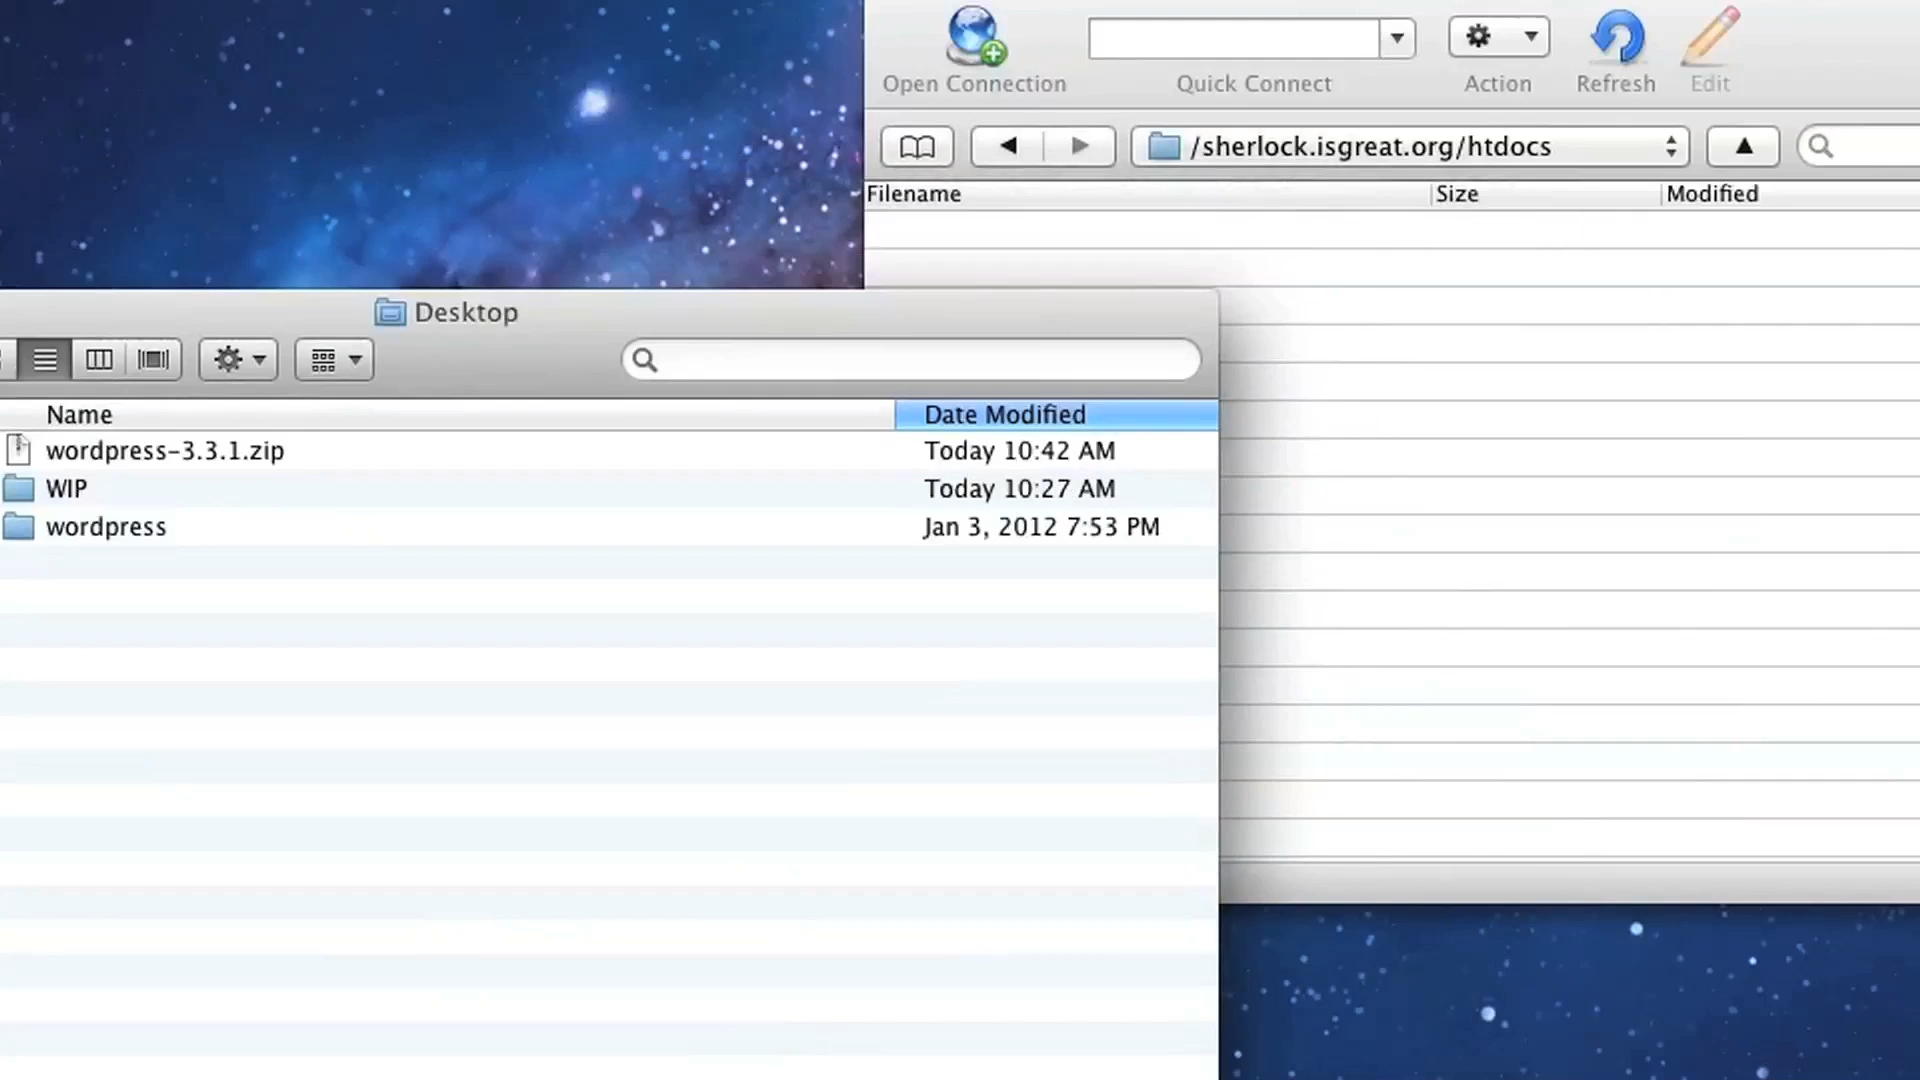 Open Connection Quick Connect Action Refresh Edit
/sherlock.isgreat.org/htdocs
Filename Size Modified
Desktop
Name Date Modified
wordpress-3.3.1.zip Today 10:42 AM
WIP Today 10:27 AM
wordpress Jan 3, 2012 7:53 PM